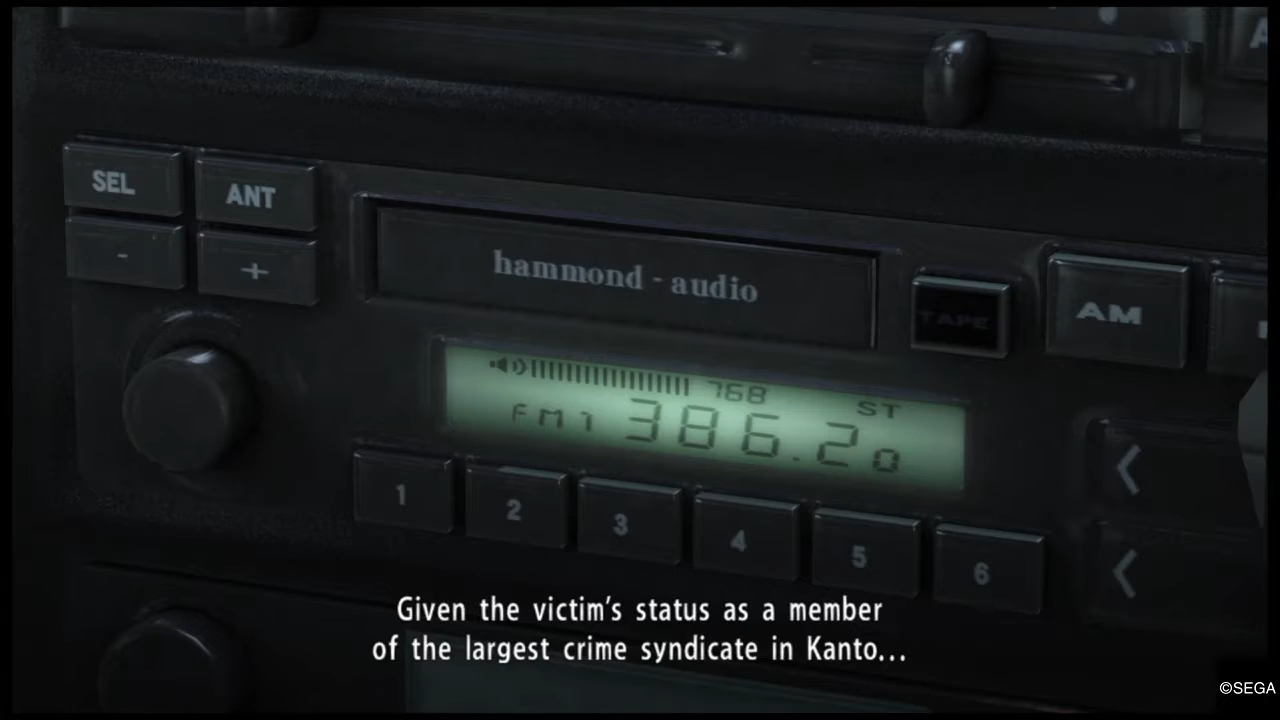 SEL
ANT
-
+
hammond - audio
TAPE
AM
768
ST
FM1 386.20
1
2
3
4
5
6
Given the victim's status as a member
of the largest crime syndicate in Kanto...
©SEGA